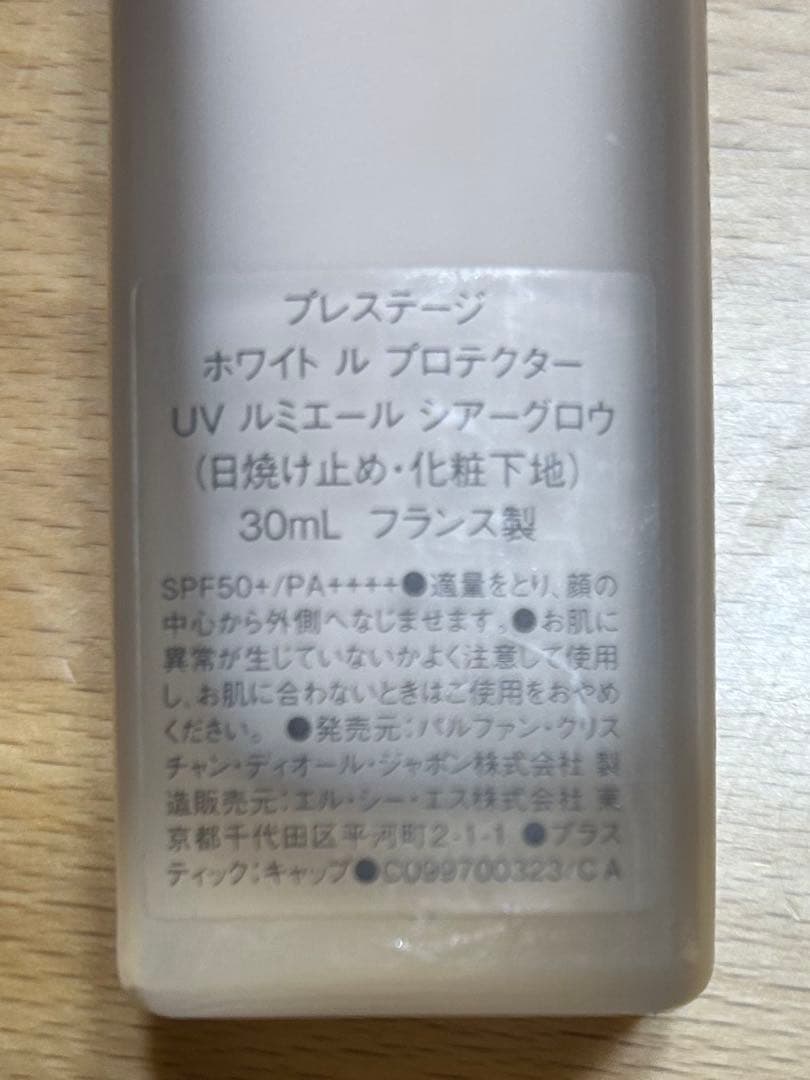 プレステージ
ホワイト ル プロテクター
UV ルミエール シアーグロウ
(日焼け止め・化粧下地)
30mL フランス製
SPF50+/PA++++●適量をとり、顔の
中心から外側へなじませます。●お肌に
異常が生じていないかよく注意して使用
し、お肌に合わないときはご使用をおやめ
ください。 ●発売元:パルファン・クリス
チャン・ディオール・ジャポン株式会社 製
造販売元:エル・シー・エス株式会社 東
京都千代田区平河町2-1-1 ●プラス
ティック:キャップ●C099700323/CA